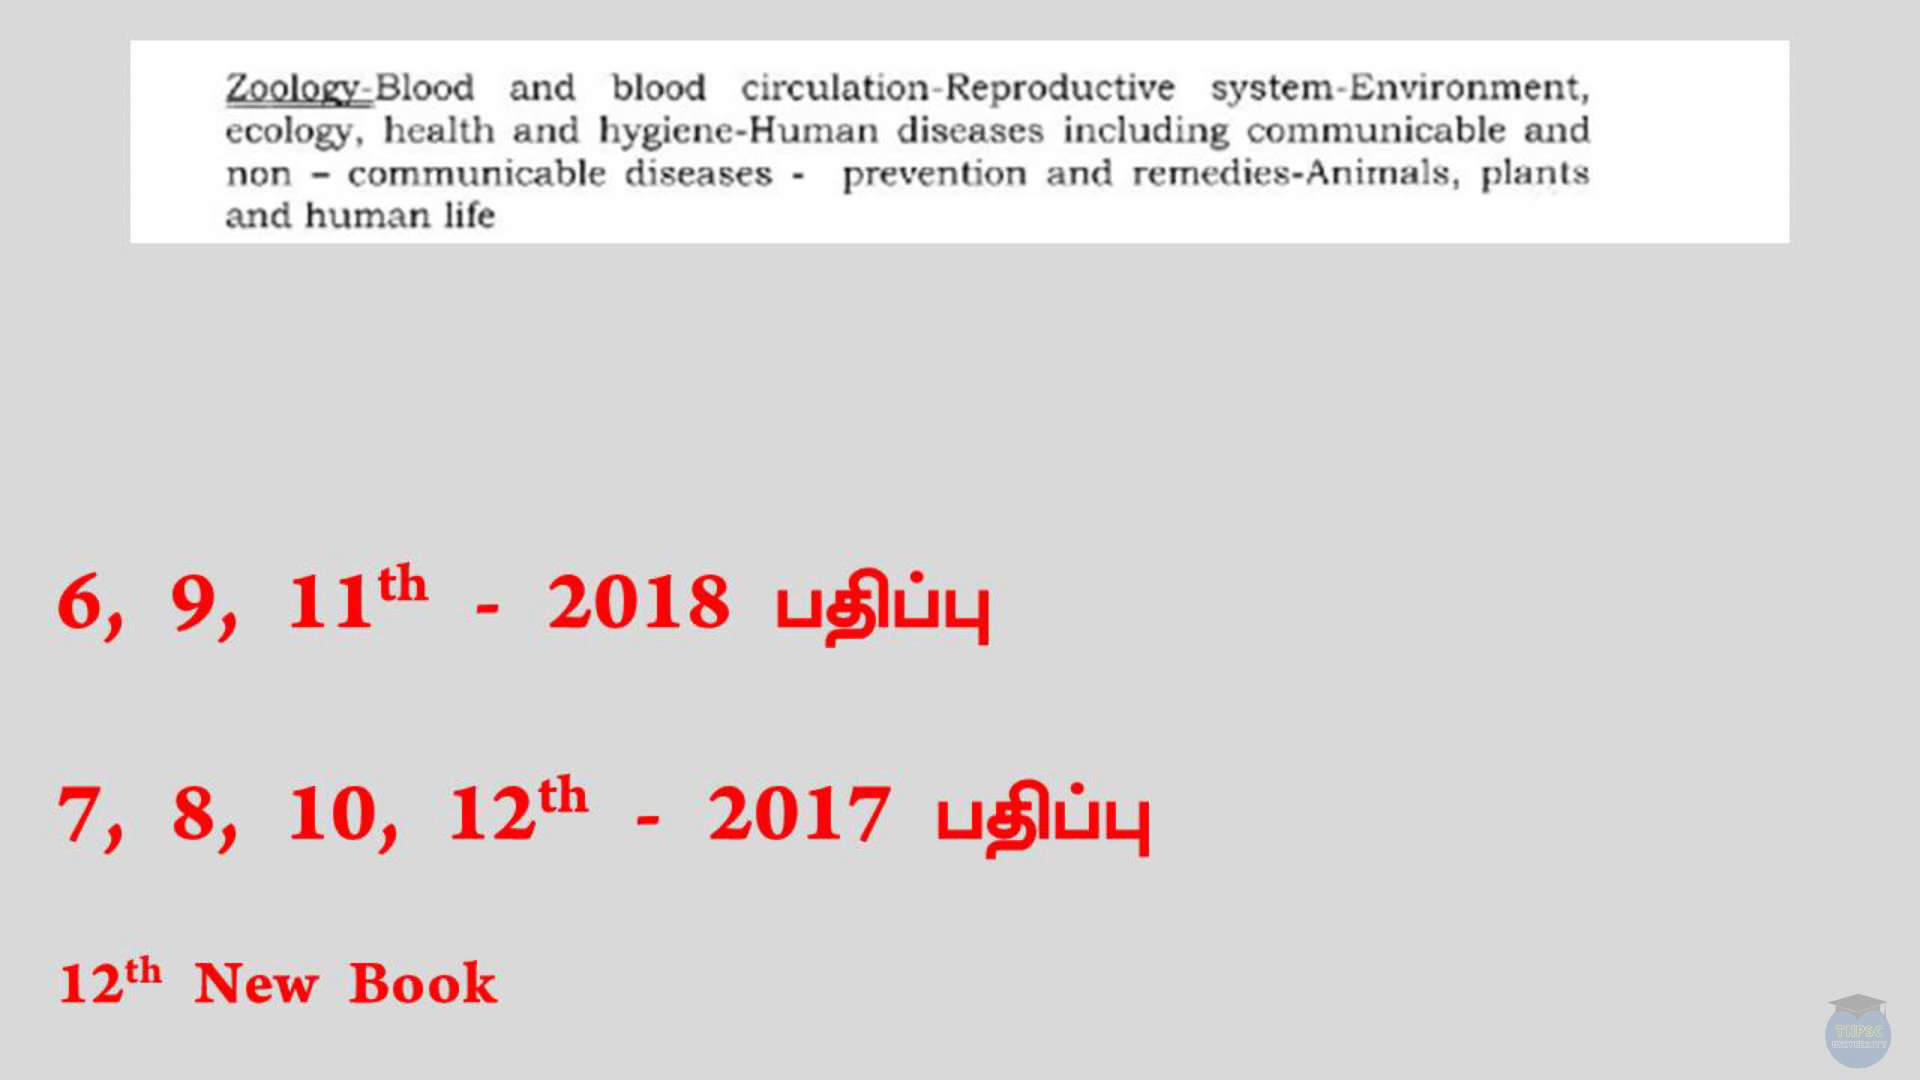 Zoology-Blood and blood circulation-Reproductive system-Environment,
ecology, health and hygiene-Human diseases including communicable and
non – communicable diseases - prevention and remedies-Animals, plants
and human life
6, 9, 11th - 2018 பதிப்பு
7, 8, 10, 12th - 2017 பதிப்பு
12th New Book
TNPSC
UNIVERSITY